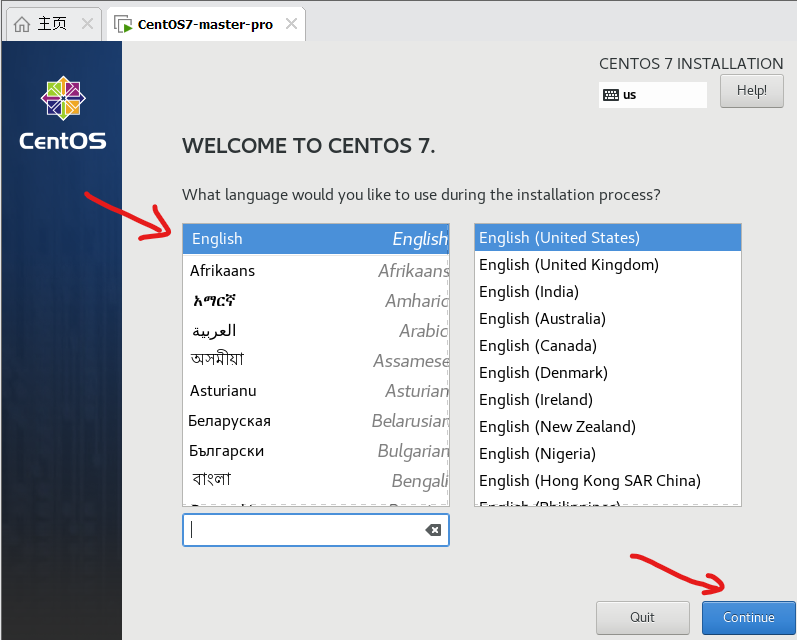 主页
CentOS7-master-pro
CentOS
CENTOS 7 INSTALLATION
us
Help!
WELCOME TO CENTOS 7.
What language would you like to use during the installation process?
English English
Afrikaans Afrikaans
አማርኛ Amharic
العربية Arabic
অসমীয়া Assamese
Asturianu Asturian
Беларуская Belarusian
Български Bulgarian
বাংলা Bengali
English (United States)
English (United Kingdom)
English (India)
English (Australia)
English (Canada)
English (Denmark)
English (Ireland)
English (New Zealand)
English (Nigeria)
English (Hong Kong SAR China)
English (Philippines)
Quit
Continue